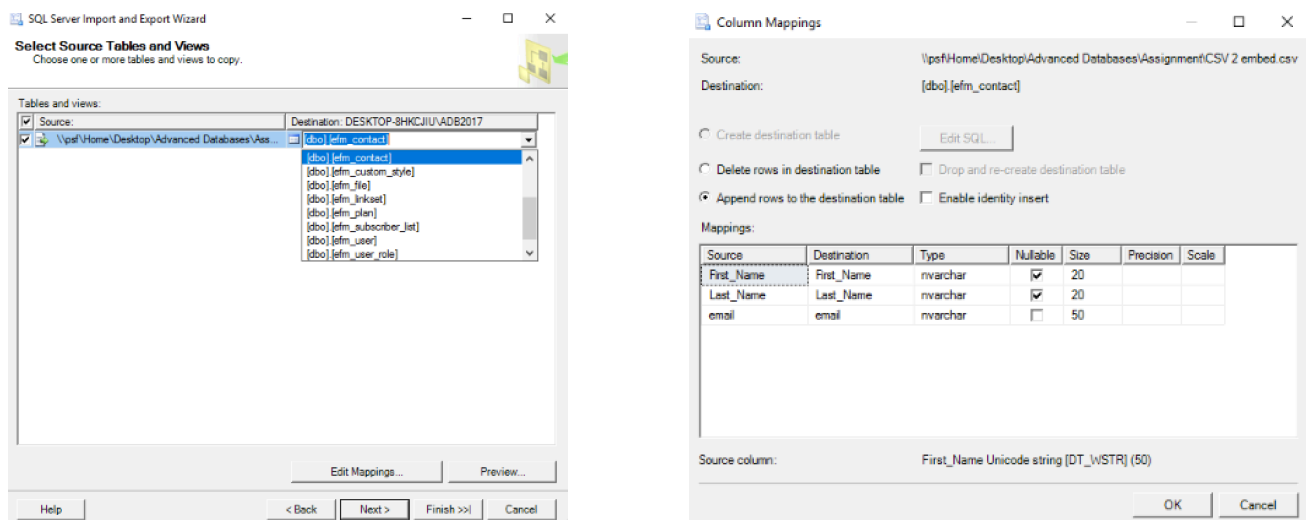 SQL Server Import and Export Wizard
Select Source Tables and Views
Choose one or more tables and views to copy.
Tables and views:
Source: Destination: DESKTOP-8HKCJIU\ADB2017
\\psf\Home\Desktop\Advanced Databases\Ass... [dbo].[efm_contact]
[dbo].[efm_contact]
[dbo].[efm_custom_style]
[dbo].[efm_file]
[dbo].[efm_linkset]
[dbo].[efm_plan]
[dbo].[efm_subscriber_list]
[dbo].[efm_user]
[dbo].[efm_user_role]
Edit Mappings... Preview...
Help < Back Next > Finish >>| Cancel
Column Mappings
Source: \\psf\Home\Desktop\Advanced Databases\Assignment\CSV 2 embed.csv
Destination: [dbo].[efm_contact]
Create destination table Edit SQL...
Delete rows in destination table Drop and re-create destination table
Append rows to the destination table Enable identity insert
Mappings:
Source Destination Type Nullable Size Precision Scale
First_Name First_Name nvarchar 20
Last_Name Last_Name nvarchar 20
email email nvarchar 50
Source column: First_Name Unicode string [DT_WSTR] (50)
OK Cancel